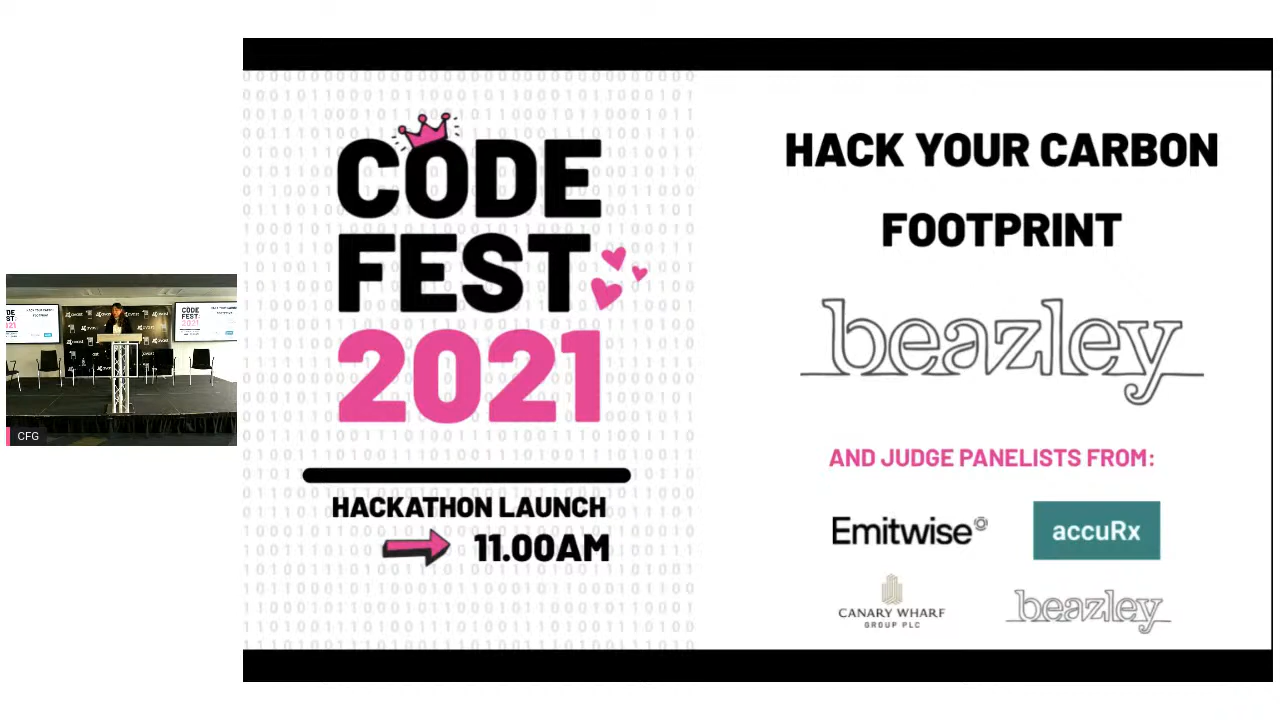 CODE
FEST
2021
HACKATHON LAUNCH
11.00AM
HACK YOUR CARBON
FOOTPRINT
beazley
AND JUDGE PANELISTS FROM:
Emitwise
accuRx
CANARY WHARF
GROUP PLC
beazley
CFG